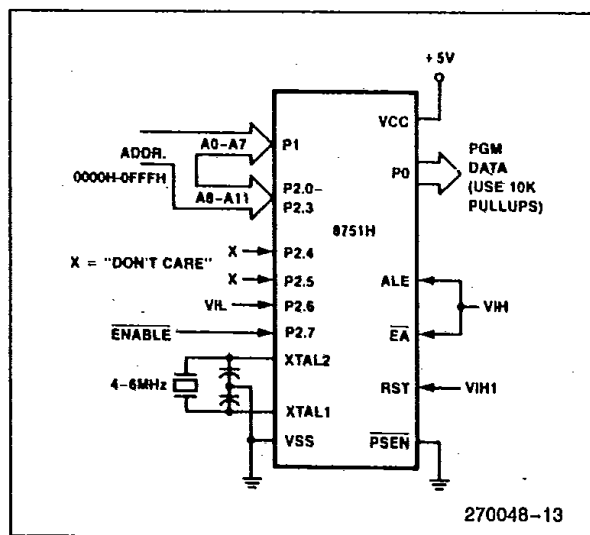 +5V
VCC
P1
A0-A7
ADDR.
0000H-0FFFH
A8-A11
P2.0-
P2.3
P0
PGM
DATA
(USE 10K
PULLUPS)
8751H
X
P2.4
X = "DON'T CARE"
X
P2.5
VIL
P2.6
ENABLE
P2.7
ALE
VIH
EA
XTAL2
4-6MHz
XTAL1
VSS
RST
VIH1
PSEN
270048-13